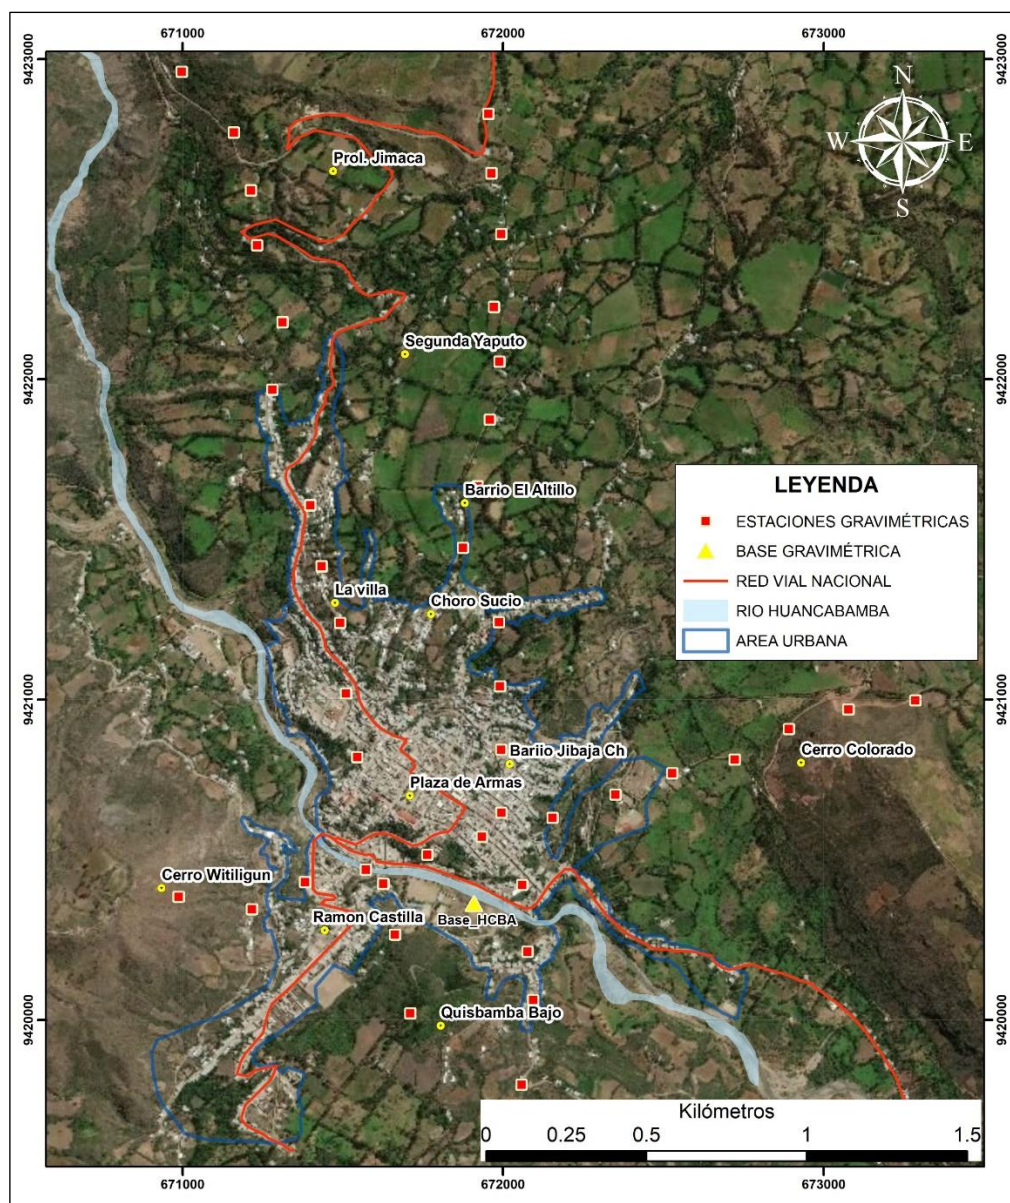 671000
672000
673000
9423000
9423000
N
W
E
S
Prol. Jimaca
Segunda Yaputo
9422000
9422000
LEYENDA
ESTACIONES GRAVIMÉTRICAS
BASE GRAVIMÉTRICA
RED VIAL NACIONAL
RIO HUANCABAMBA
AREA URBANA
Barrio El Altillo
La villa
Choro Sucio
9421000
9421000
Bariio Jibaja Ch
Cerro Colorado
Plaza de Armas
Cerro Witiligun
Ramon Castilla
Base_HCBA
9420000
9420000
Quisbamba Bajo
Kilómetros
0
0.25
0.5
1
1.5
671000
672000
673000